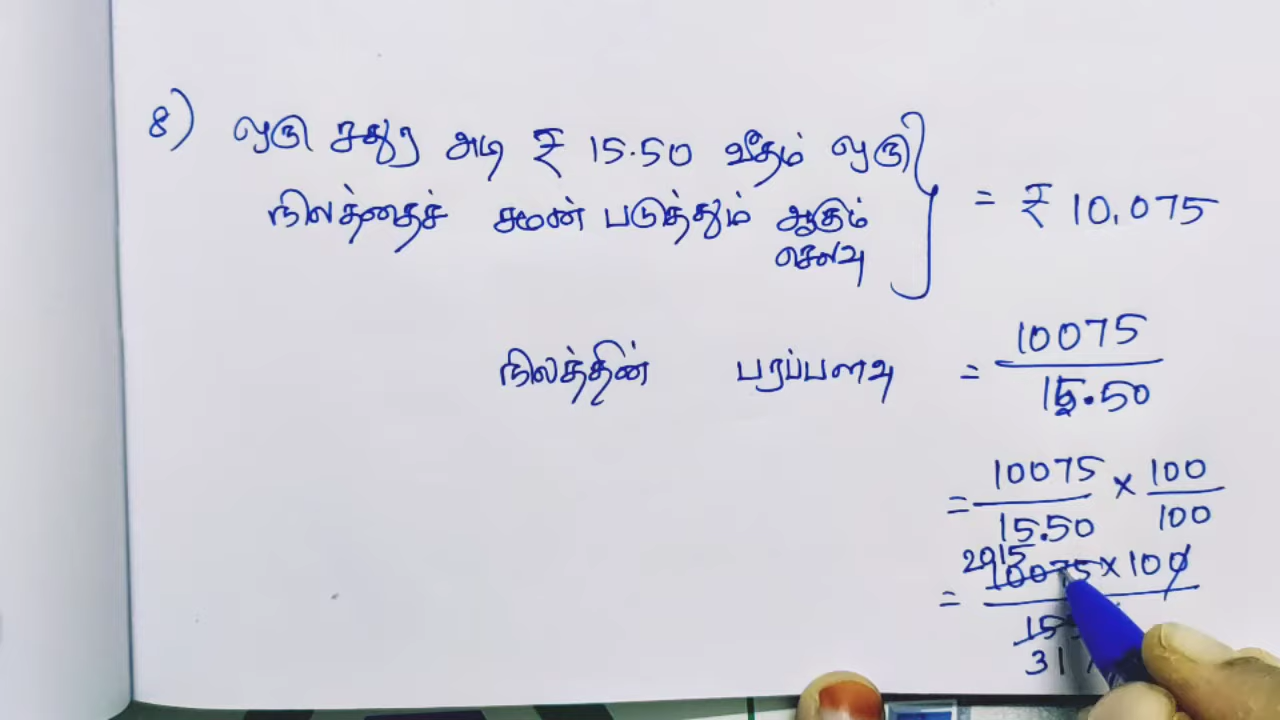 8) ஒரு சதுர அடி ₹ 15.50 வீதம் ஒரு
நிலத்தைச் சமன் படுத்தும் ஆகும்
செலவு
= ₹ 10,075
நிலத்தின் பரப்பளவு = 10075
15.50
= 10075 × 100
15.50 100
2015
= 10075 × 100
31